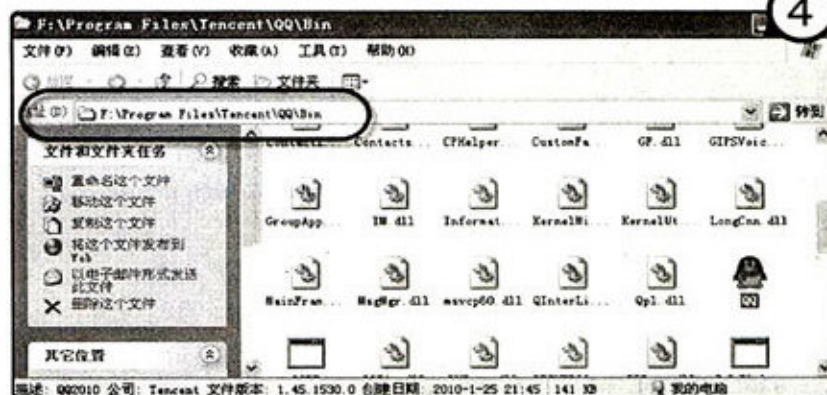 4
F:\Program Files\Tencent\QQ\Bin
文件(F) 编辑(E) 查看(V) 收藏(A) 工具(T) 帮助(H)
搜索 文件夹
(D) F:\Program Files\Tencent\QQ\Bin 转到
文件和文件夹任务
重命名这个文件
移动这个文件
复制这个文件
将这个文件发布到
Web
以电子邮件形式发送
此文件
删除这个文件
其它位置
Contacts... CPHelper... CustomFa... GF.dll GIPSVoic...
GroupApp... IM.dll Informat... KernelMi... KernelUt... LongCnn.dll
MainFram... MsgMgr.dll msvcp60.dll QInterLi... Qpl.dll QQ
描述: QQ2010 公司: Tencent 文件版本: 1.45.1530.0 创建日期: 2010-1-25 21:45 141 KB 我的电脑